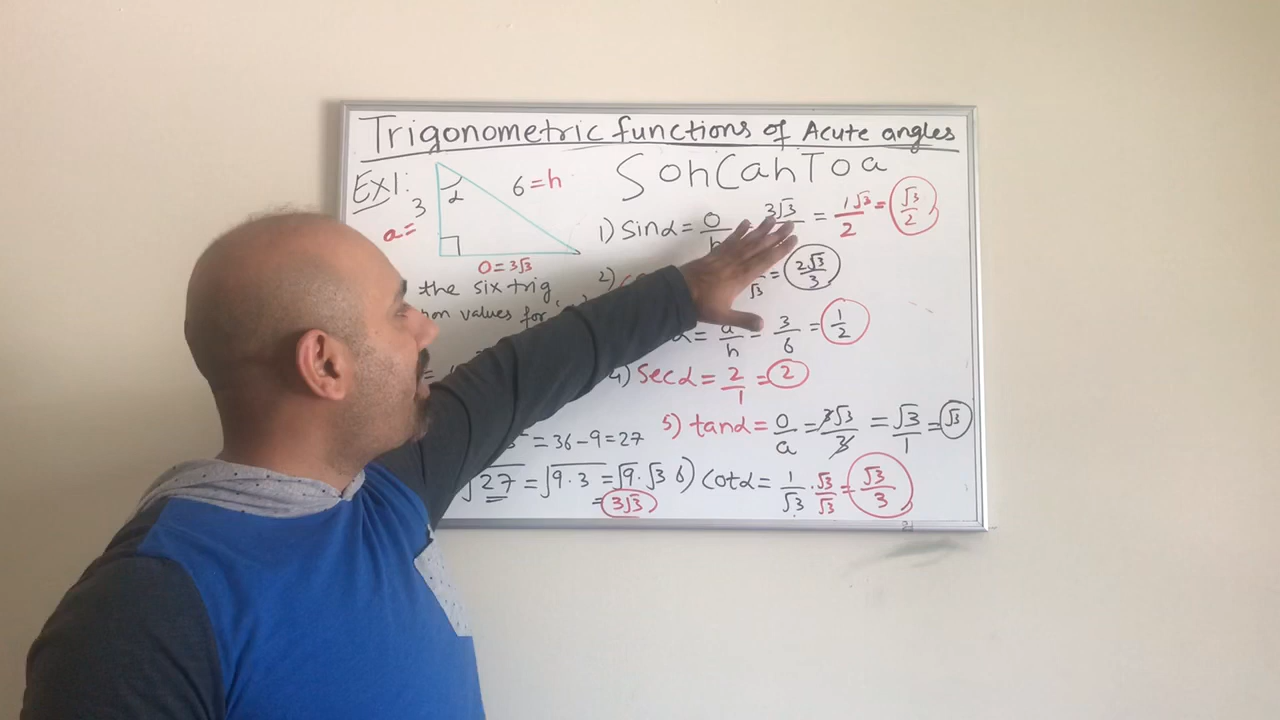 Trigonometric functions of Acute angles
SohCahToa
Ex1:
3
a=
α
6=h
o=3√3
the six trig
values for
1) sinα = o/h = 3√3 = 1√3/2 = √3/2
2)
√3 = 2√3/3
= a/h = 3/6 = 1/2
4) Secα = 2/1 = 2
5) tanα = o/a = 3√3/3 = √3/1 = √3
= 36-9=27
√27 = √9·3 = √9·√3
= 3√3
6) cotα = 1/√3 · √3/√3 = √3/3